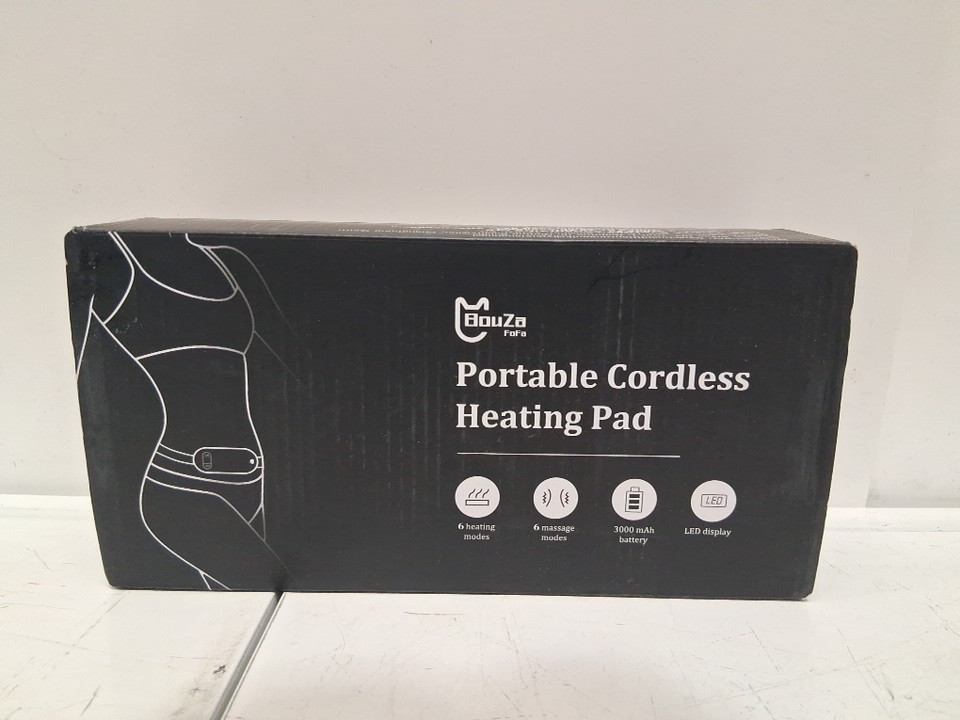 BouZa
FoFa
Portable Cordless
Heating Pad
LED
6 heating
modes
6 massage
modes
3000 mAh
battery
LED display